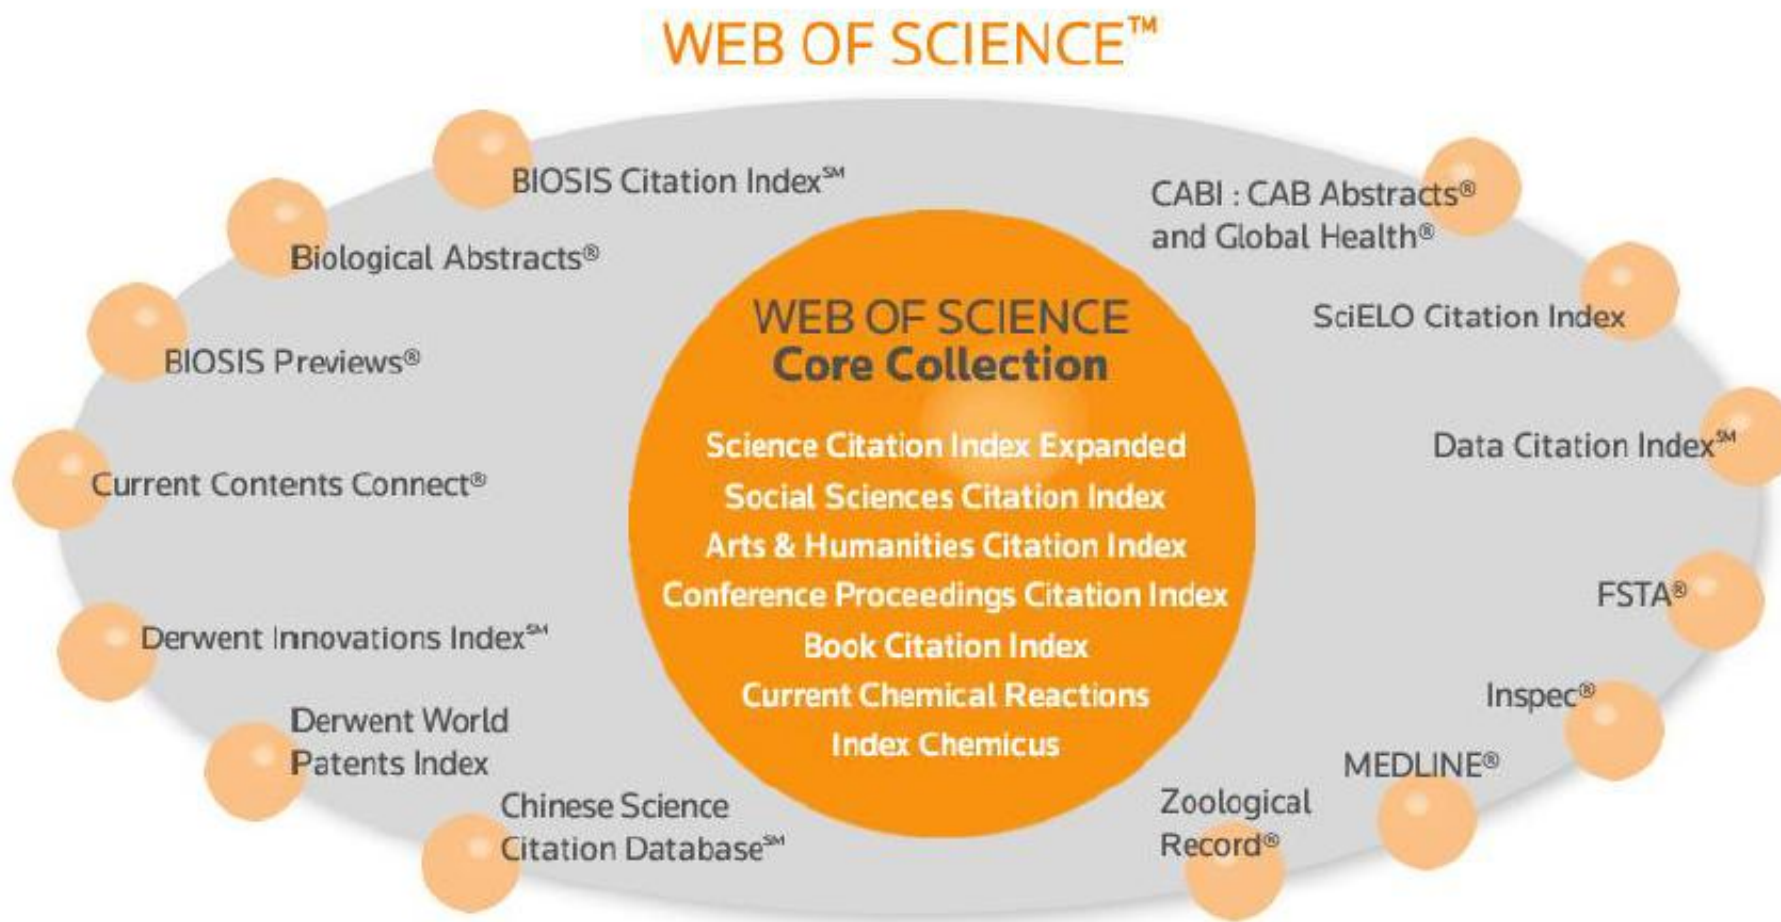 WEB OF SCIENCE™
BIOSIS Citation Index℠
Biological Abstracts®
BIOSIS Previews®
Current Contents Connect®
Derwent Innovations Index℠
Derwent World
Patents Index
Chinese Science
Citation Database℠
WEB OF SCIENCE
Core Collection
Science Citation Index Expanded
Social Sciences Citation Index
Arts & Humanities Citation Index
Conference Proceedings Citation Index
Book Citation Index
Current Chemical Reactions
Index Chemicus
CABI : CAB Abstracts®
and Global Health®
SciELO Citation Index
Data Citation Index℠
FSTA®
Inspec®
MEDLINE®
Zoological
Record®